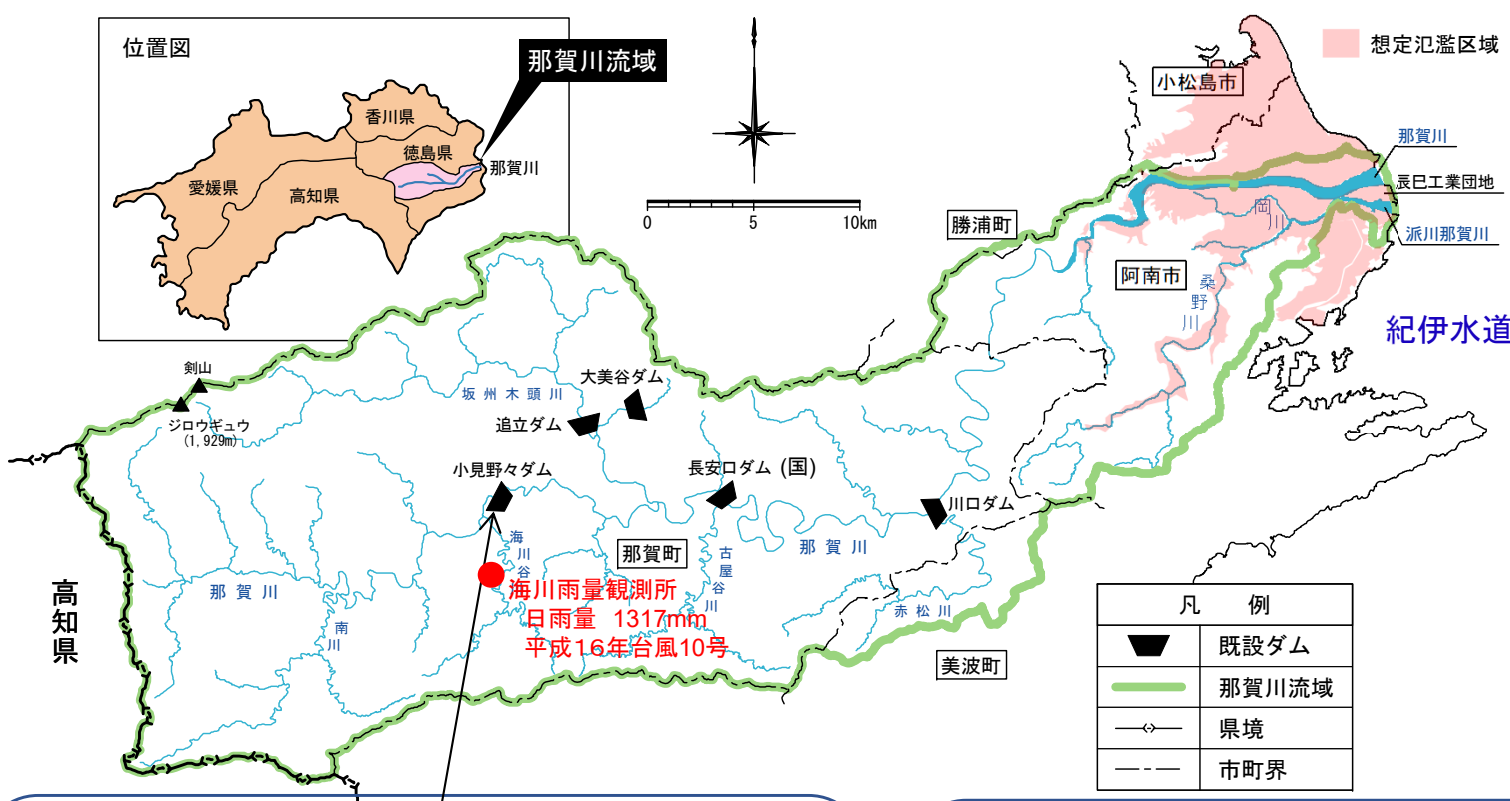 位置図
那賀川流域
香川県
徳島県
那賀川
愛媛県
高知県
0 5 10km
想定氾濫区域
小松島市
那賀川
辰巳工業団地
派川那賀川
岡川
勝浦町
阿南市
桑野川
紀伊水道
剣山
ジロウギュウ
(1,929m)
坂州木頭川
大美谷ダム
追立ダム
小見野々ダム
長安口ダム (国)
川口ダム
海川谷川
那賀町
古屋谷川
那賀川
那賀川
南川
赤松川
海川雨量観測所
日雨量 1317mm
平成16年台風10号
高知県
美波町
凡 例
既設ダム
那賀川流域
県境
市町界